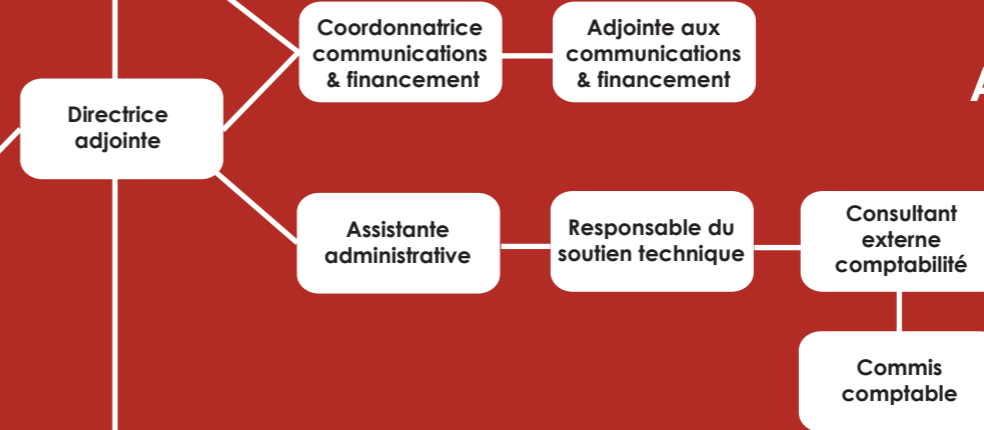 Coordonnatrice
communications
& financement
Adjointe aux
communications
& financement
Directrice
adjointe
Assistante
administrative
Responsable du
soutien technique
Consultant
externe
comptabilité
Commis
comptable